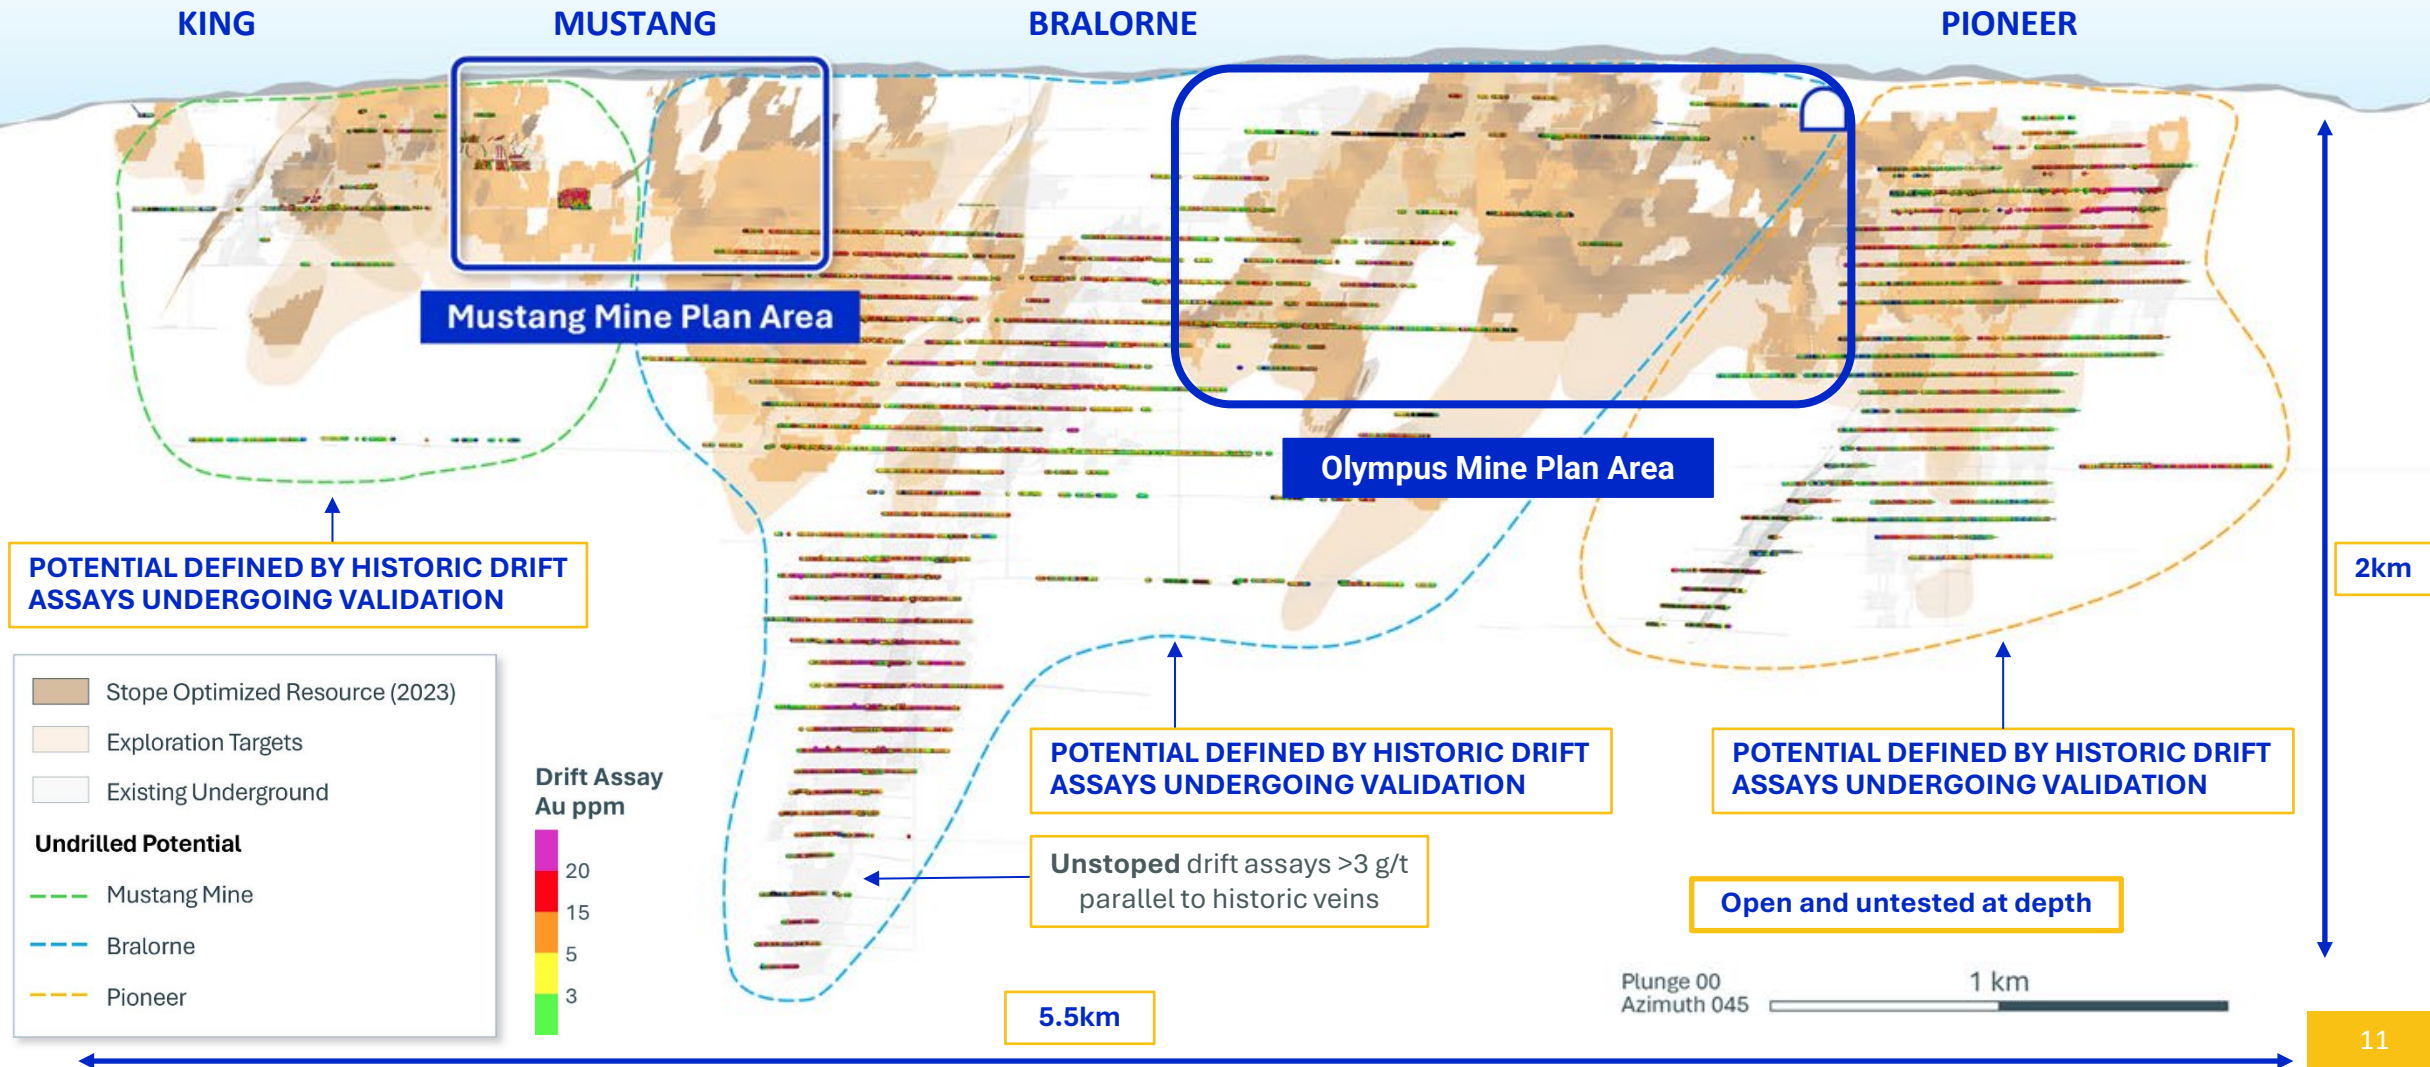 KING
MUSTANG
BRALORNE
PIONEER
Mustang Mine Plan Area
Olympus Mine Plan Area
POTENTIAL DEFINED BY HISTORIC DRIFT
ASSAYS UNDERGOING VALIDATION
2km
Stope Optimized Resource (2023)
Exploration Targets
Existing Underground
Undrilled Potential
Mustang Mine
Bralorne
Pioneer
Drift Assay
Au ppm
20
15
5
3
POTENTIAL DEFINED BY HISTORIC DRIFT
ASSAYS UNDERGOING VALIDATION
Unstoped drift assays >3 g/t
parallel to historic veins
POTENTIAL DEFINED BY HISTORIC DRIFT
ASSAYS UNDERGOING VALIDATION
Open and untested at depth
Plunge 00
Azimuth 045
1 km
5.5km
11